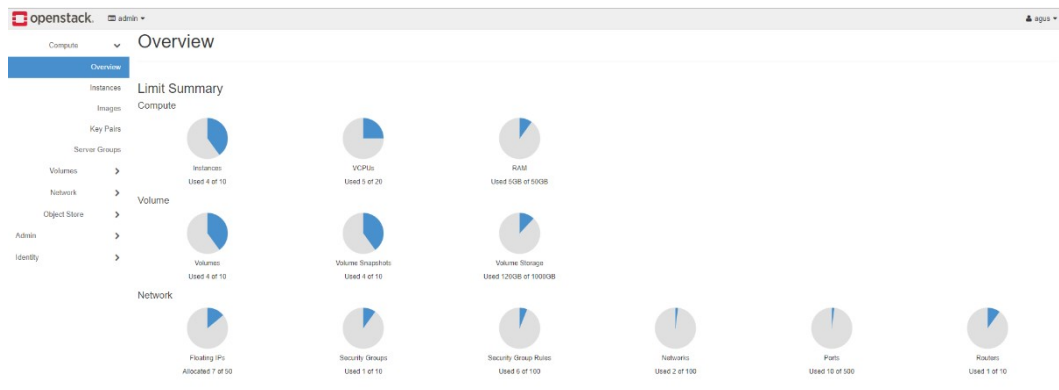 openstack. admin agus
Compute
Overview
Instances
Images
Key Pairs
Server Groups
Volumes
Network
Object Store
Admin
Identity
Overview
Limit Summary
Compute
Instances VCPUs RAM
Used 4 of 10 Used 5 of 20 Used 5GB of 50GB
Volume
Volumes Volume Snapshots Volume Storage
Used 4 of 10 Used 4 of 10 Used 120GB of 1000GB
Network
Floating IPs Security Groups Security Group Rules Networks Ports Routers
Allocated 7 of 50 Used 1 of 10 Used 6 of 100 Used 2 of 100 Used 10 of 500 Used 1 of 10